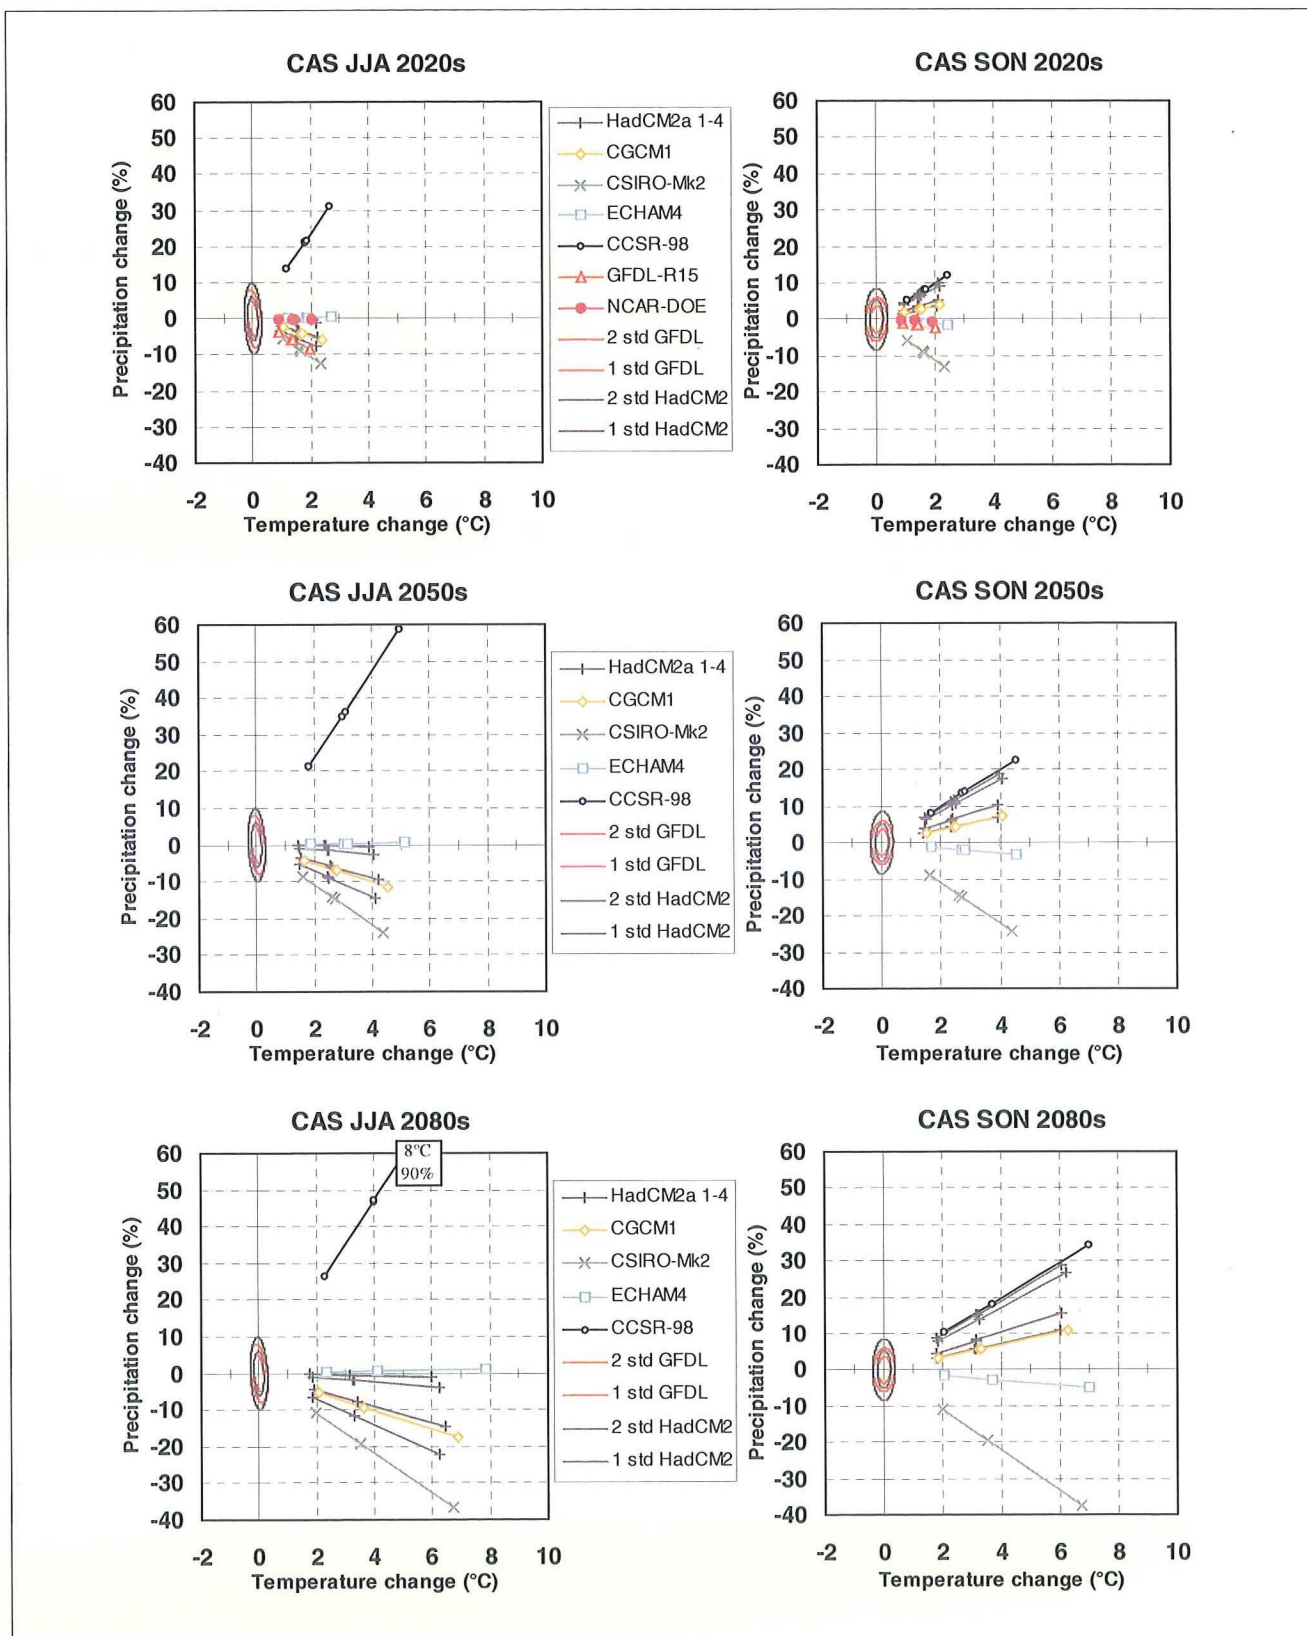 CAS JJA 2020s
60
50
40
30
20
10
0
-10
-20
-30
-40
Precipitation change (%)
-2 0 2 4 6 8 10
Temperature change (°C)
HadCM2a 1-4
CGCM1
CSIRO-Mk2
ECHAM4
CCSR-98
GFDL-R15
NCAR-DOE
2 std GFDL
1 std GFDL
2 std HadCM2
1 std HadCM2
CAS SON 2020s
60
50
40
30
20
10
0
-10
-20
-30
-40
Precipitation change (%)
-2 0 2 4 6 8 10
Temperature change (°C)
CAS JJA 2050s
60
50
40
30
20
10
0
-10
-20
-30
-40
Precipitation change (%)
-2 0 2 4 6 8 10
Temperature change (°C)
HadCM2a 1-4
CGCM1
CSIRO-Mk2
ECHAM4
CCSR-98
2 std GFDL
1 std GFDL
2 std HadCM2
1 std HadCM2
CAS SON 2050s
60
50
40
30
20
10
0
-10
-20
-30
-40
Precipitation change (%)
-2 0 2 4 6 8 10
Temperature change (°C)
CAS JJA 2080s
60
50
40
30
20
10
0
-10
-20
-30
-40
Precipitation change (%)
8°C
90%
-2 0 2 4 6 8 10
Temperature change (°C)
HadCM2a 1-4
CGCM1
CSIRO-Mk2
ECHAM4
CCSR-98
2 std GFDL
1 std GFDL
2 std HadCM2
1 std HadCM2
CAS SON 2080s
60
50
40
30
20
10
0
-10
-20
-30
-40
Precipitation change (%)
-2 0 2 4 6 8 10
Temperature change (°C)